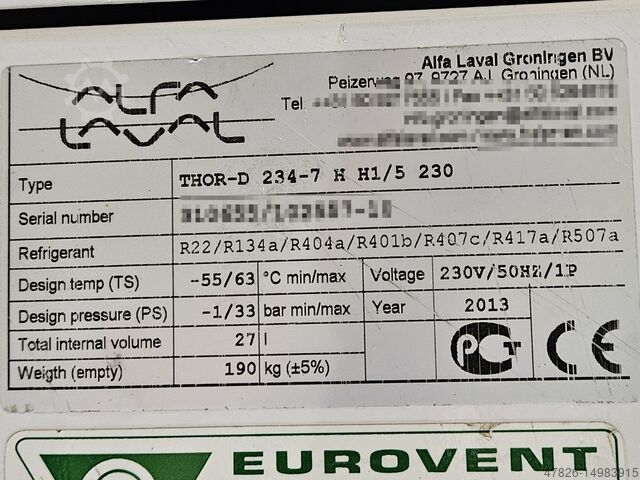 ALFA
LAVAL
Alfa Laval Groningen BV
Peizerweg 97, 9727 AJ Groningen (NL)
Tel
Type THOR-D 234-7 H H1/5 230
Serial number
Refrigerant R22/R134a/R404a/R401b/R407c/R417a/R507a
Design temp (TS) -55/63 °C min/max Voltage 230V/50HZ/1P
Design pressure (PS) -1/33 bar min/max Year 2013
Total internal volume 27 l
Weigth (empty) 190 kg (±5%)
PCT CE
EUROVENT
47826-14983915